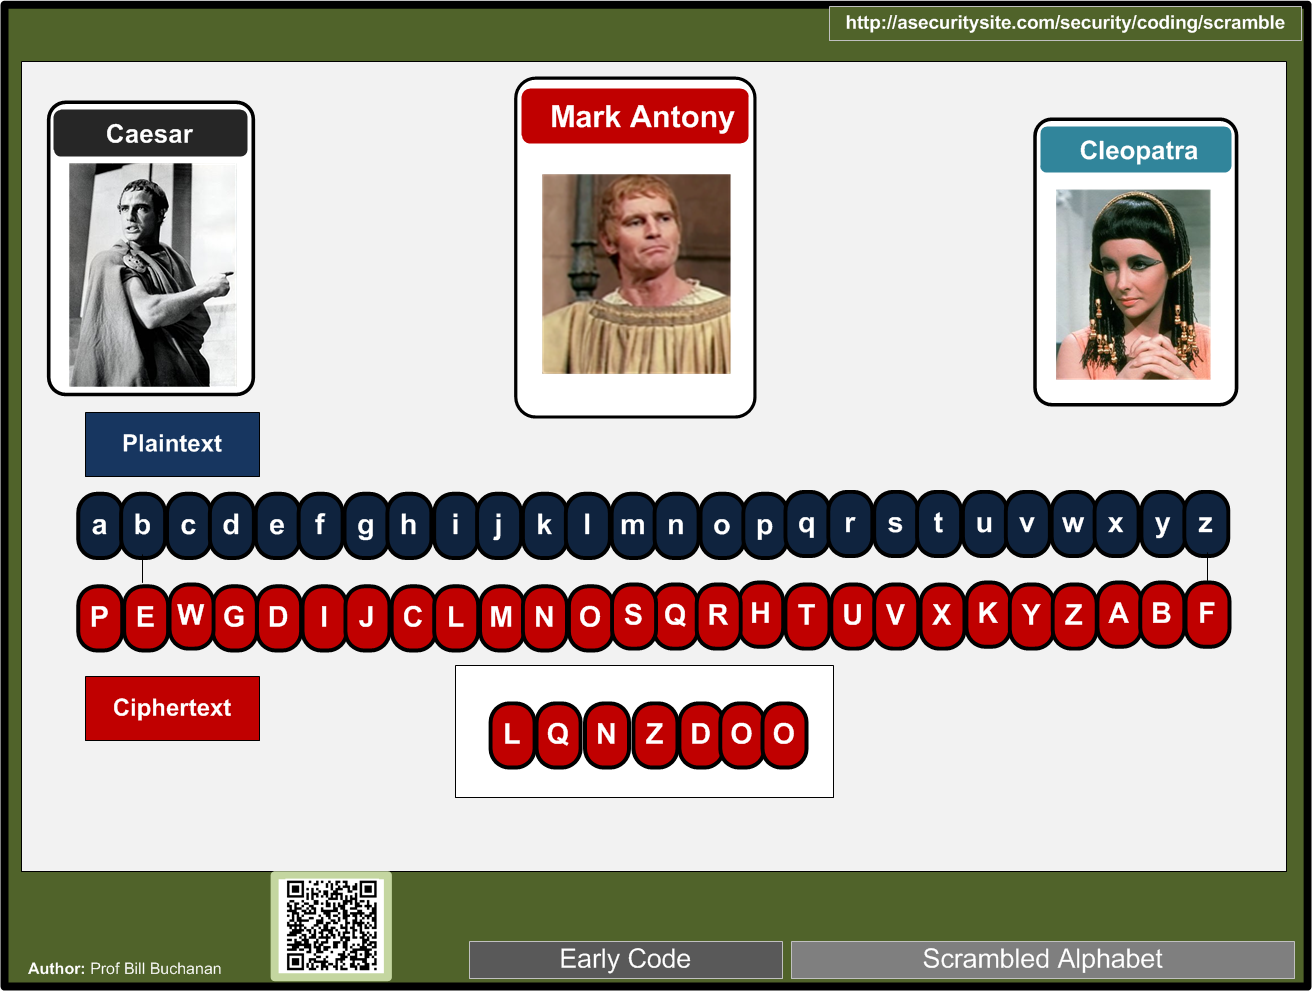 http://asecuritysite.com/security/coding/scramble
Caesar
Mark Antony
Cleopatra
Plaintext
a b c d e f g h i j k l m n o p q r s t u v w x y z
P E W G D I J C L M N O S Q R H T U V X K Y Z A B F
Ciphertext
L Q N Z D O O
Author: Prof Bill Buchanan
Early Code
Scrambled Alphabet